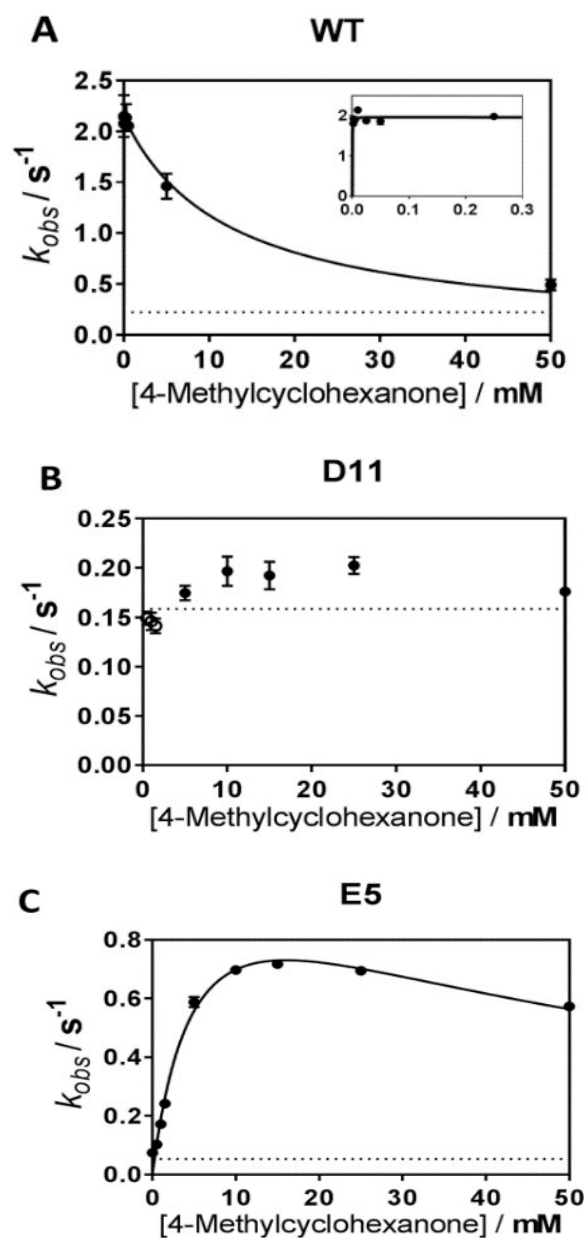 A
WT
2.5
2.0
1.5
1.0
0.5
0.0
k_obs / s⁻¹
2
1
0
0.0 0.1 0.2 0.3
0 10 20 30 40 50
[4-Methylcyclohexanone] / mM
B
D11
0.25
0.20
0.15
0.10
0.05
0.00
k_obs / s⁻¹
0 10 20 30 40 50
[4-Methylcyclohexanone] / mM
C
E5
0.8
0.6
0.4
0.2
0.0
k_obs / s⁻¹
0 10 20 30 40 50
[4-Methylcyclohexanone] / mM